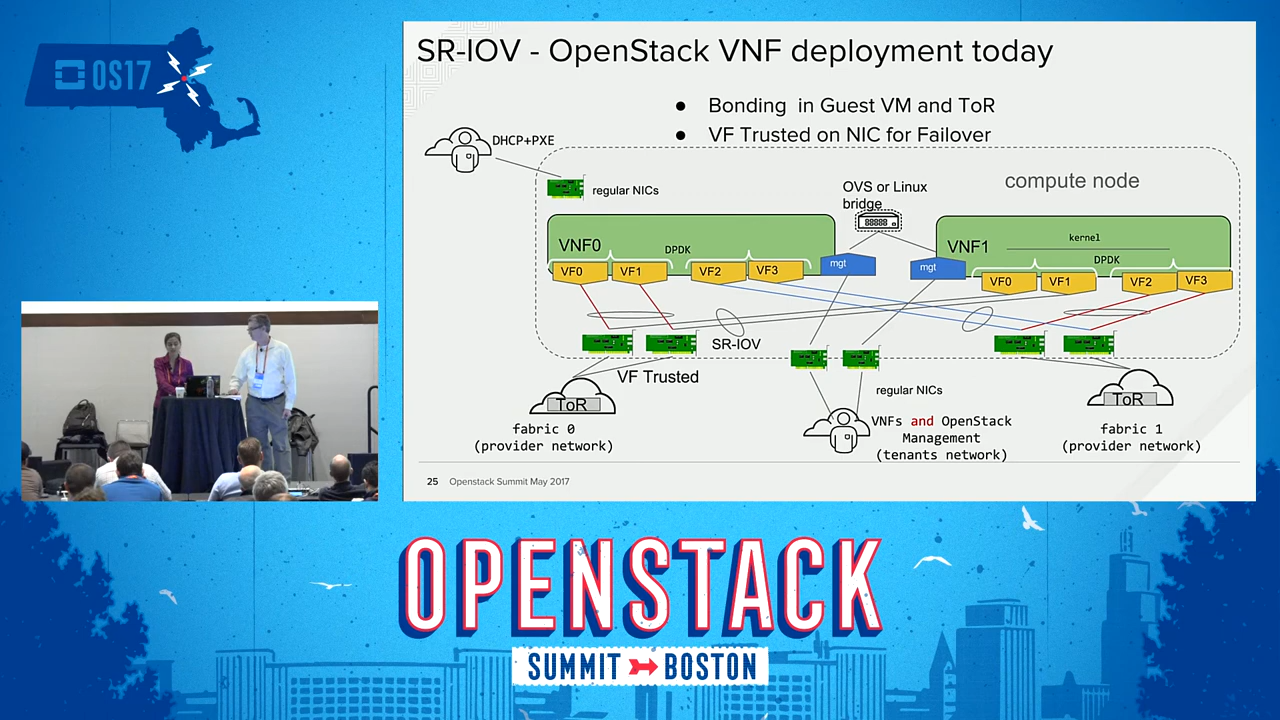 OS17
SR-IOV - OpenStack VNF deployment today
● Bonding in Guest VM and ToR
● VF Trusted on NIC for Failover
DHCP+PXE
regular NICs
OVS or Linux
bridge
compute node
VNF0
DPDK
VF0
VF1
VF2
VF3
mgt
mgt
VNF1
kernel
DPDK
VF0
VF1
VF2
VF3
SR-IOV
VF Trusted
regular NICs
ToR
fabric 0
(provider network)
VNFs and OpenStack
Management
(tenants network)
ToR
fabric 1
(provider network)
25 Openstack Summit May 2017
OPENSTACK
SUMMIT BOSTON